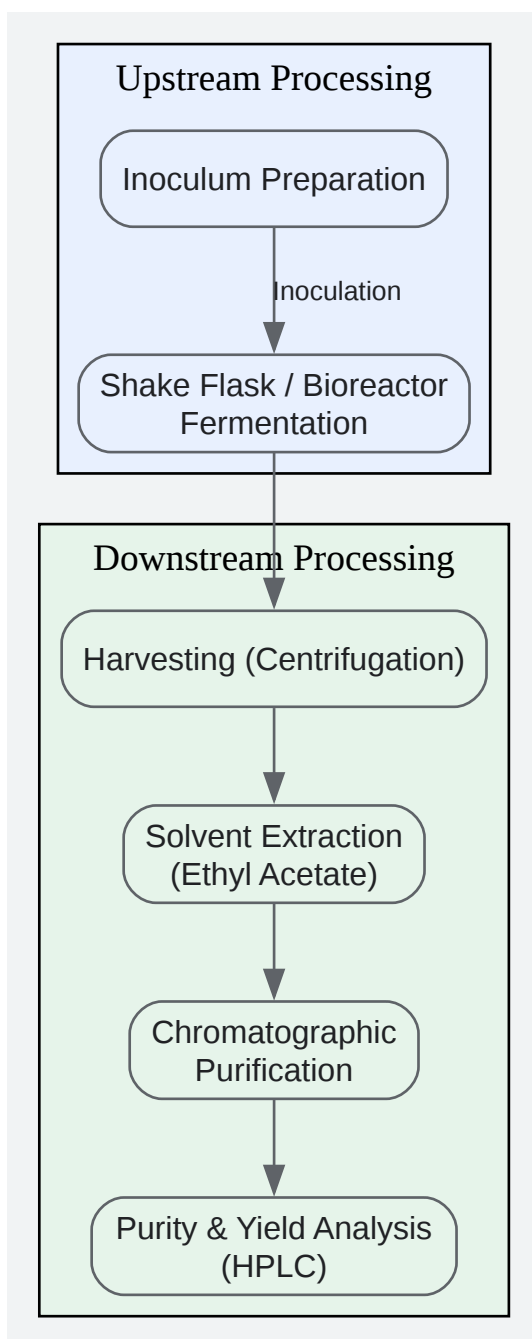 Upstream Processing
Inoculum Preparation
Inoculation
Shake Flask / Bioreactor
Fermentation
Downstream Processing
Harvesting (Centrifugation)
Solvent Extraction
(Ethyl Acetate)
Chromatographic
Purification
Purity & Yield Analysis
(HPLC)